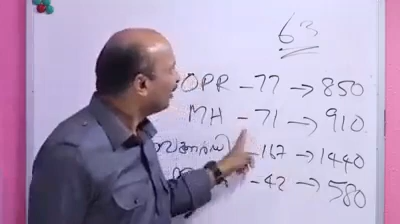 63
OPR - 77 → 850
MH - 71 → 910
- 167 → 1440
- 42 → 580